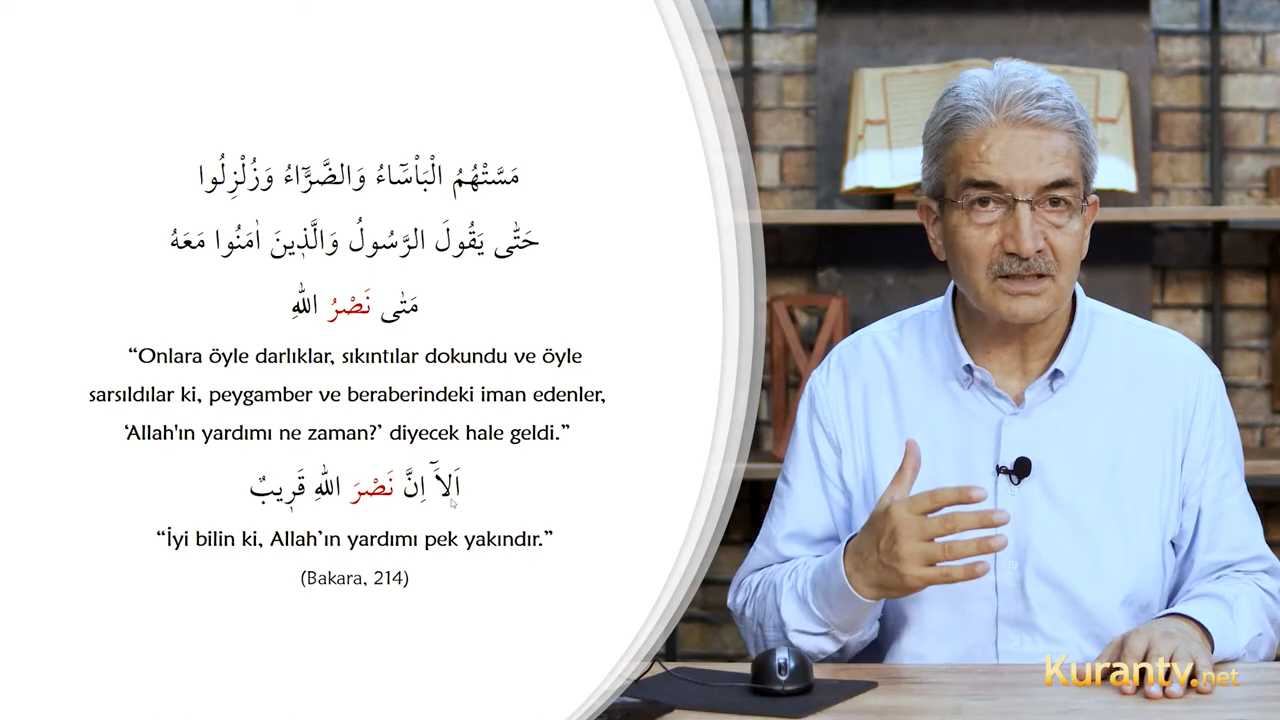 مَسَّتْهُمُ الْبَاْسَٓاءُ وَالضَّرَّٓاءُ وَزُلْزِلُوا
حَتّٰى يَقُولَ الرَّسُولُ وَالَّذ۪ينَ اٰمَنُوا مَعَهُ
مَتٰى نَصْرُ اللّٰهِ
“Onlara öyle darlıklar, sıkıntılar dokundu ve öyle
sarsıldılar ki, peygamber ve beraberindeki iman edenler,
‘Allah'ın yardımı ne zaman?’ diyecek hale geldi.”
اَلَٓا اِنَّ نَصْرَ اللّٰهِ قَر۪يبٌ
“İyi bilin ki, Allah’ın yardımı pek yakındır.”
(Bakara, 214)
Kurantv.net